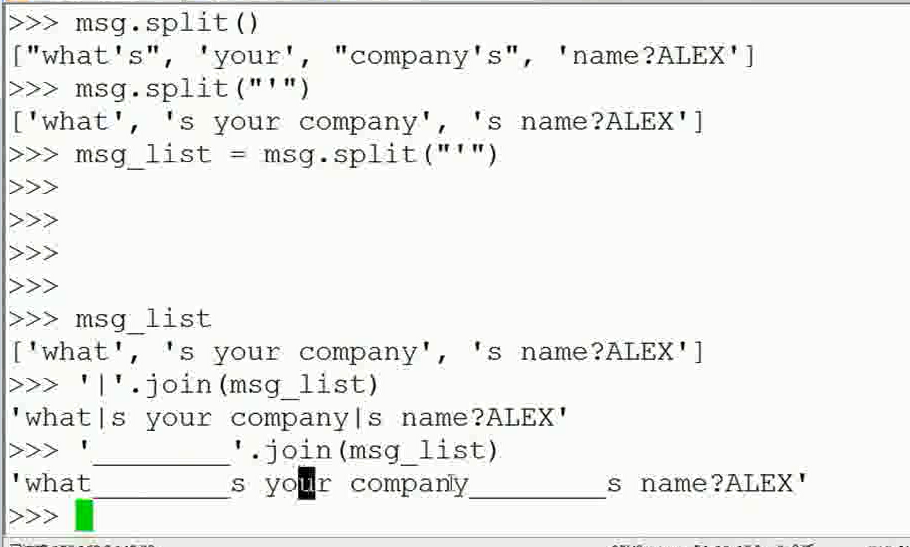 >>> msg.split()
["what's", 'your', "company's", 'name?ALEX']
>>> msg.split("'")
['what', 's your company', 's name?ALEX']
>>> msg_list = msg.split("'")
>>>
>>>
>>>
>>>
>>> msg_list
['what', 's your company', 's name?ALEX']
>>> '|'.join(msg_list)
'what|s your company|s name?ALEX'
>>> '________'.join(msg_list)
'what________s your company________s name?ALEX'
>>>